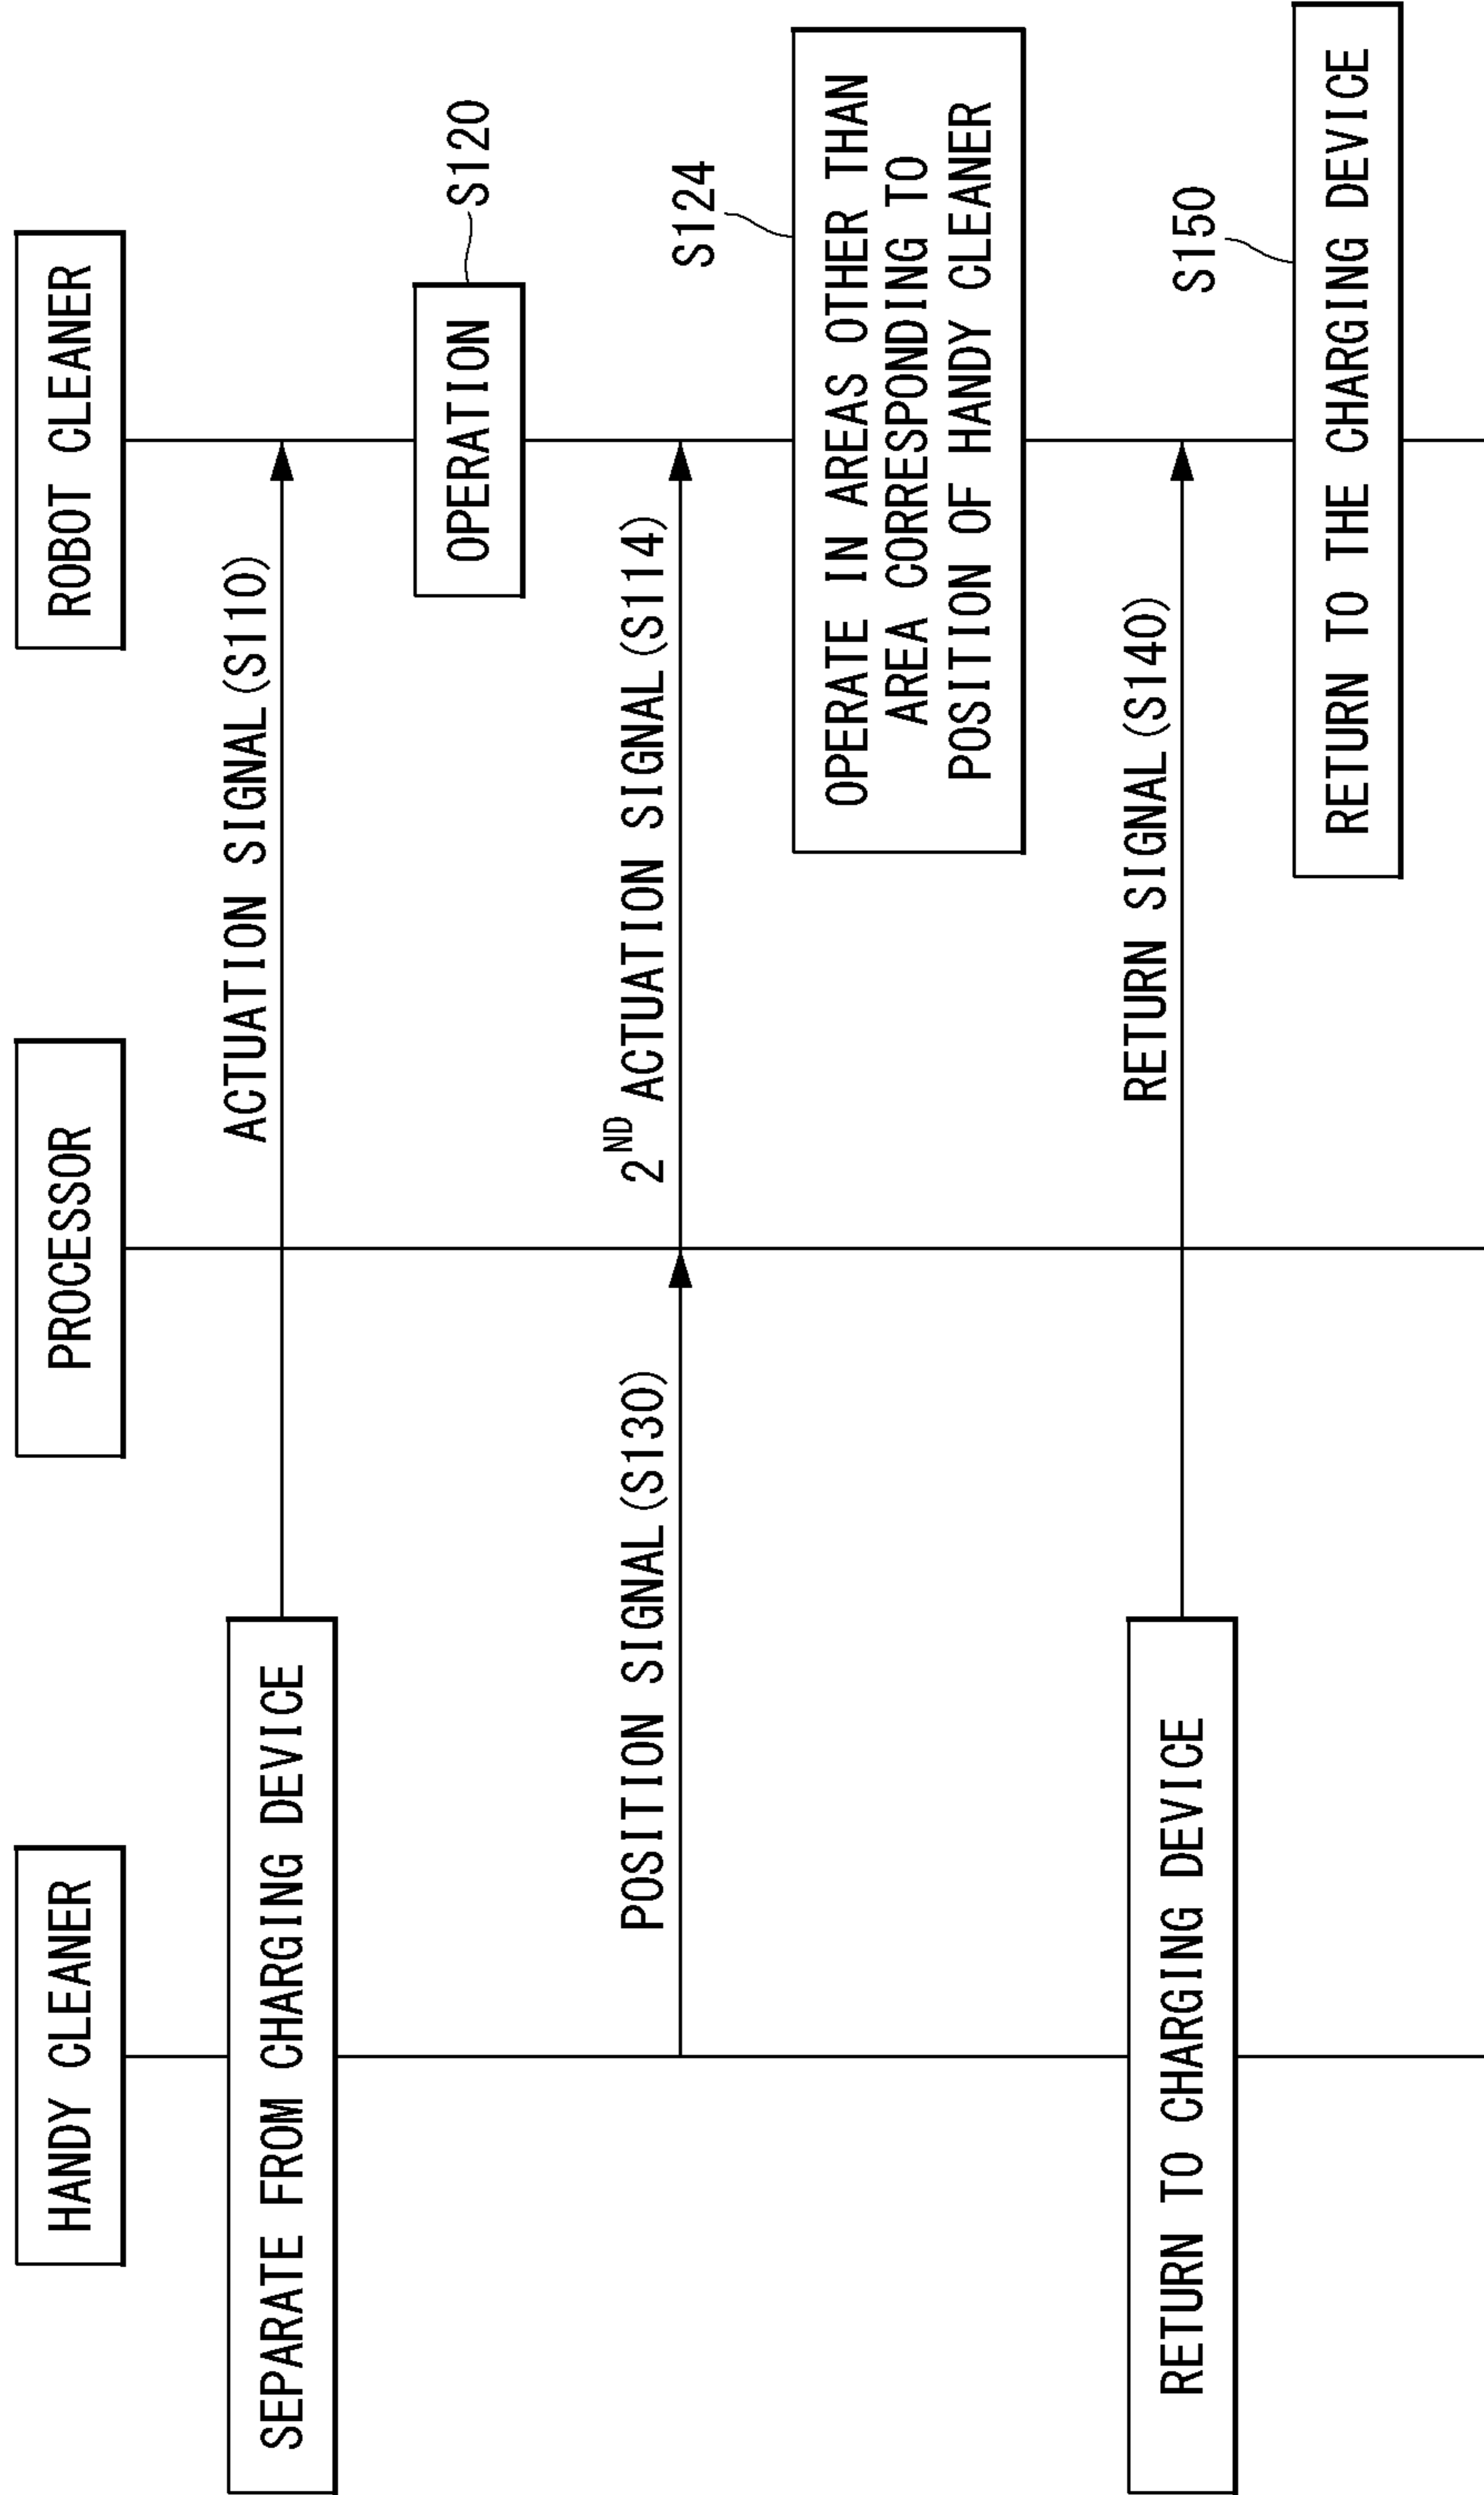 HANDY CLEANER
PROCESSOR
ROBOT CLEANER
SEPARATE FROM CHARGING DEVICE
ACTUATION SIGNAL(S110)
OPERATION
S120
POSITION SIGNAL(S130)
2ND ACTUATION SIGNAL(S114)
S124
OPERATE IN AREAS OTHER THAN
AREA CORRESPONDING TO
POSITION OF HANDY CLEANER
RETURN TO CHARGING DEVICE
RETURN SIGNAL(S140)
S150
RETURN TO THE CHARGING DEVICE